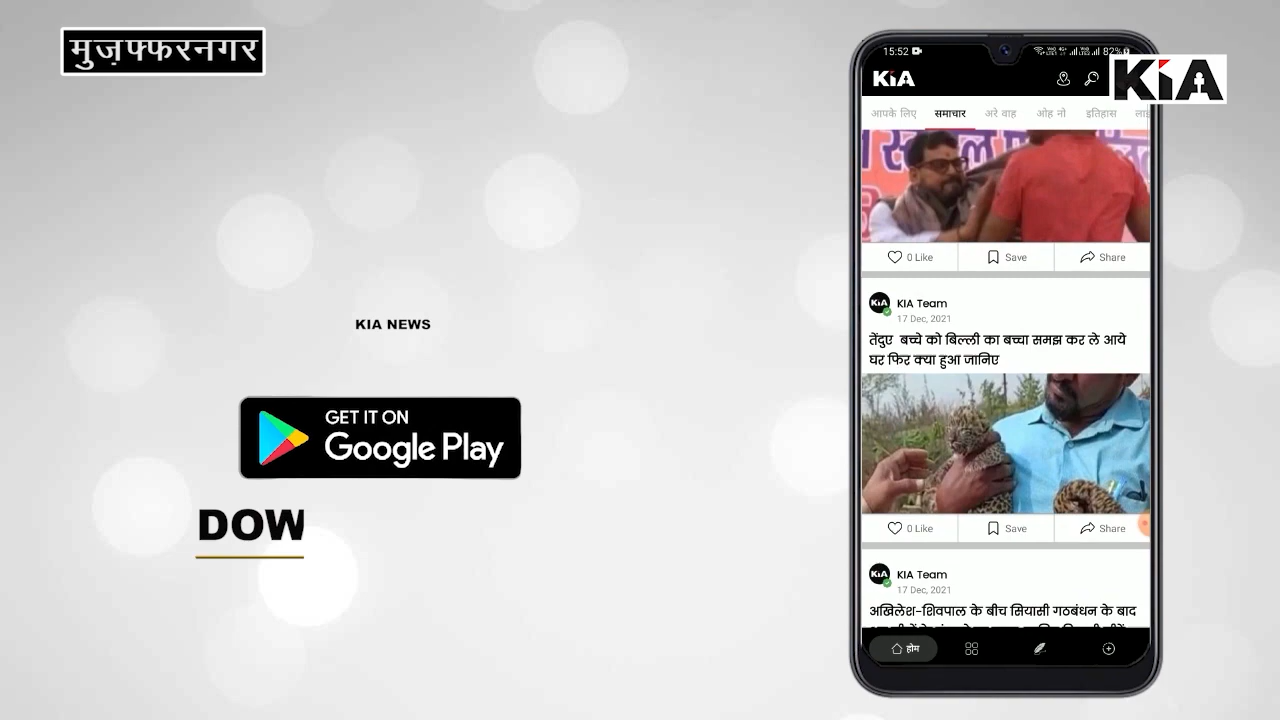 मुज़फ्फरनगर
KIA NEWS
GET IT ON
Google Play
DOW
15:52
82%
KiA
KiA
आपके लिए समाचार अरे वाह ओह नो इतिहास
0 Like Save Share
KiA KIA Team
17 Dec, 2021
तेंदुए बच्चे को बिल्ली का बच्चा समझ कर ले आये
घर फिर क्या हुआ जानिए
0 Like Save Share
KiA KIA Team
17 Dec, 2021
अखिलेश-शिवपाल के बीच सियासी गठबंधन के बाद
होम